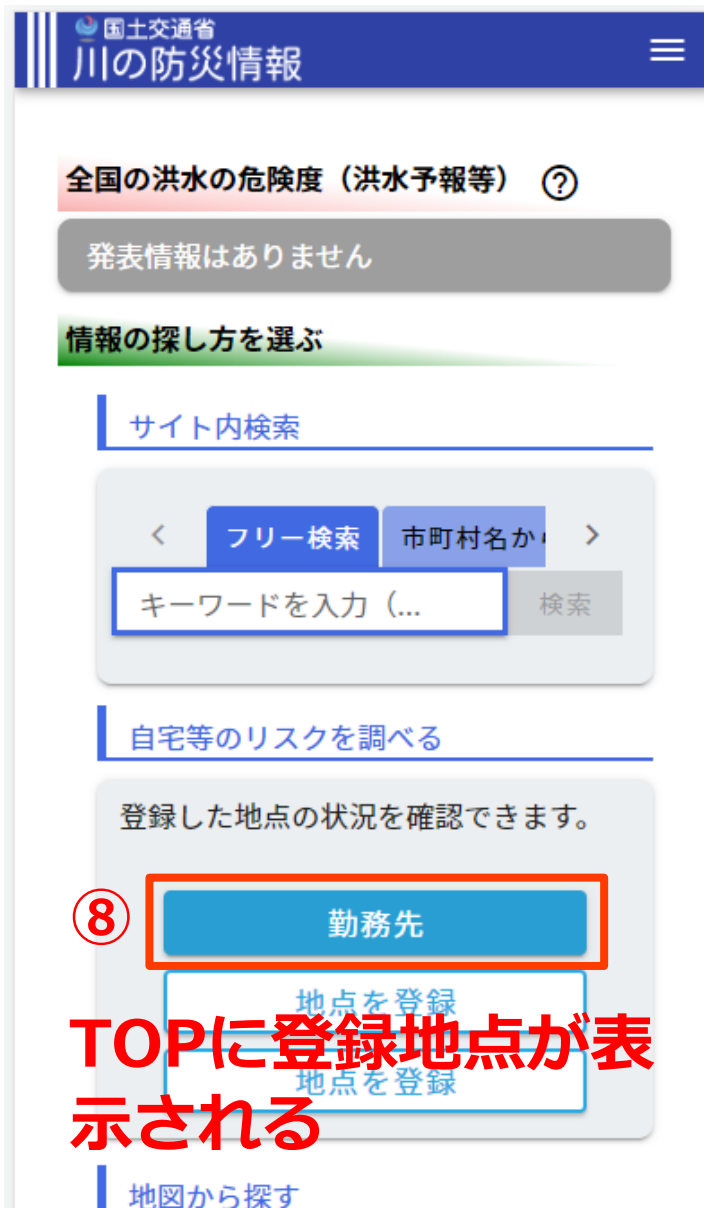 国土交通省
川の防災情報
全国の洪水の危険度（洪水予報等） ?
発表情報はありません
情報の探し方を選ぶ
サイト内検索
フリー検索 市町村名か
キーワードを入力（... 検索
自宅等のリスクを調べる
登録した地点の状況を確認できます。
⑧ 勤務先
地点を登録
TOPに登録地点が表
地点を登録
示される
地図から探す